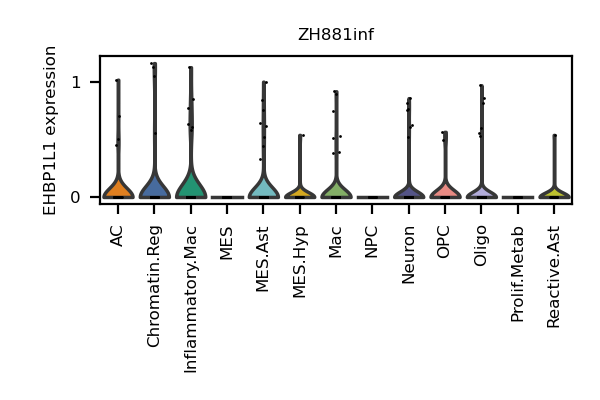 ZH881inf
EHBP1L1 expression
1
0
AC
Chromatin.Reg
Inflammatory.Mac
MES
MES.Ast
MES.Hyp
Mac
NPC
Neuron
OPC
Oligo
Prolif.Metab
Reactive.Ast